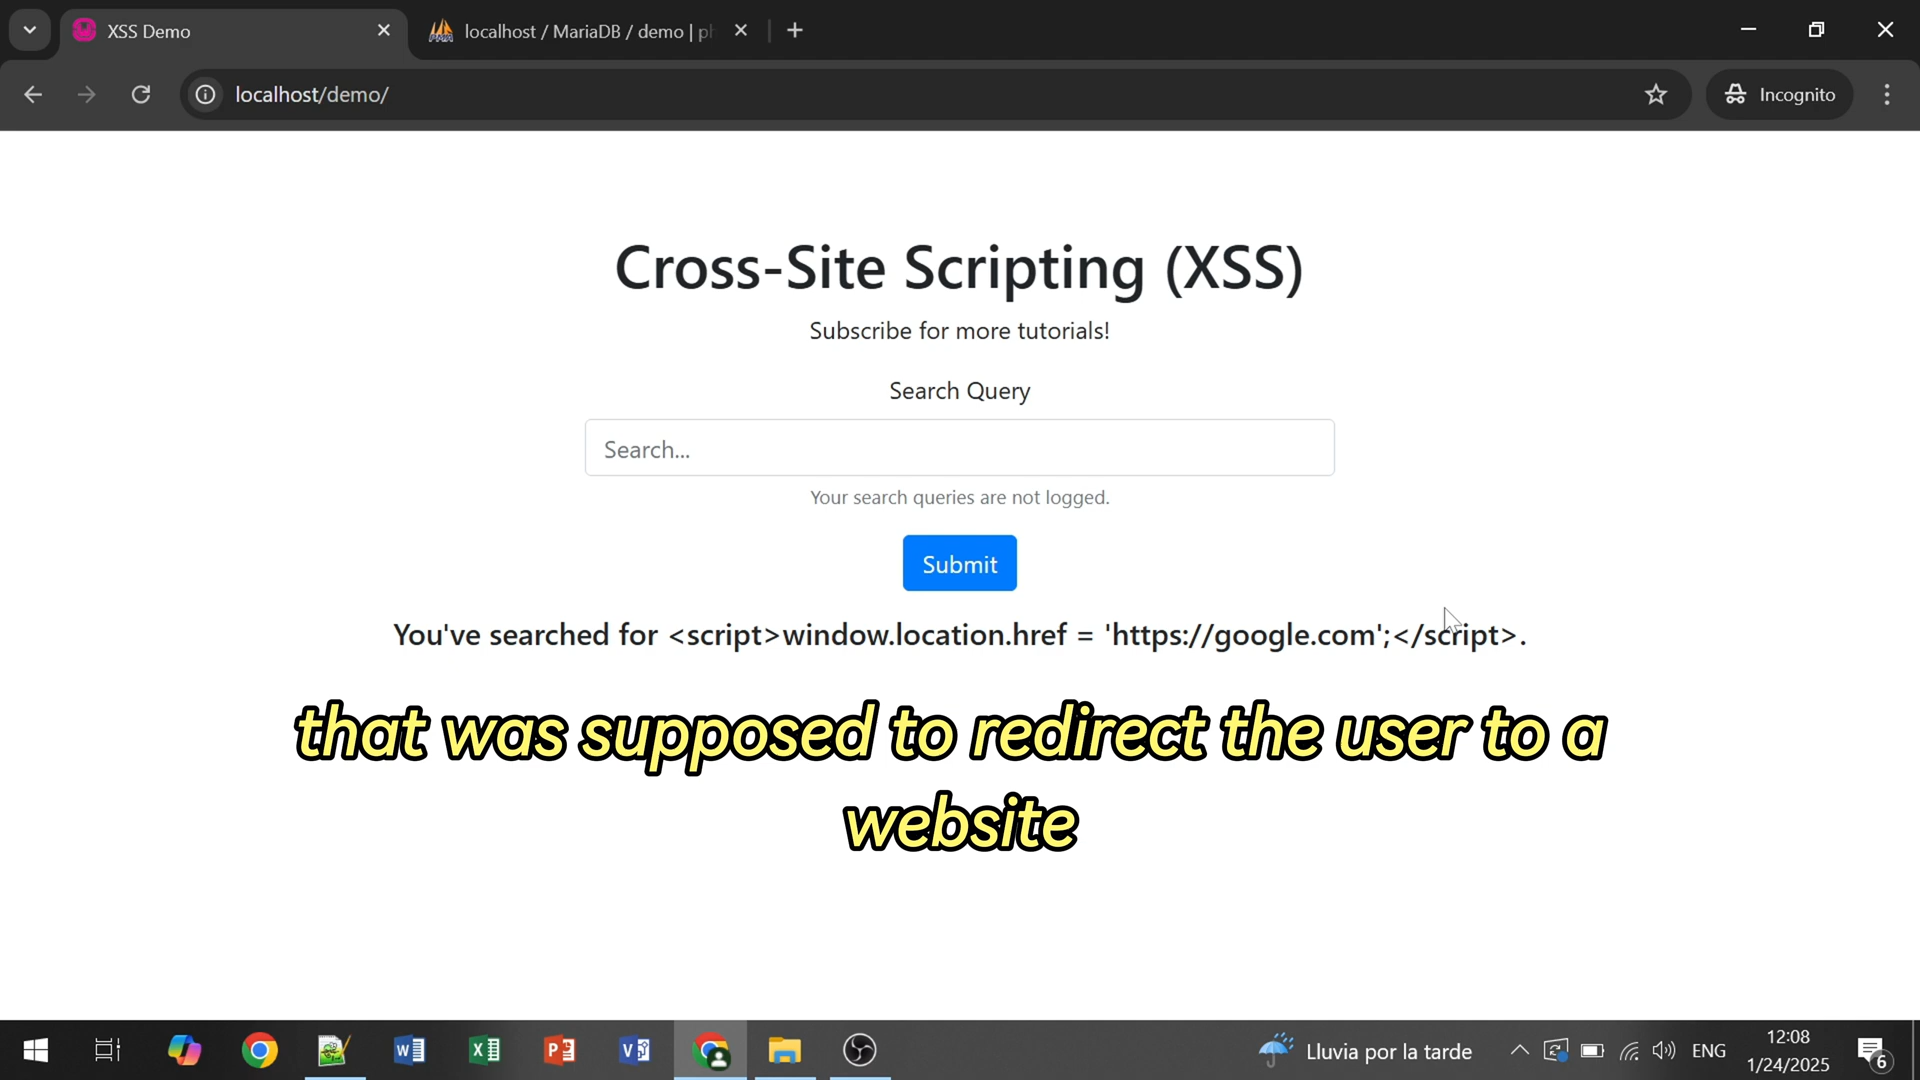 XSS Demo
localhost / MariaDB / demo | ph
localhost/demo/
Incognito
Cross-Site Scripting (XSS)
Subscribe for more tutorials!
Search Query
Search...
Your search queries are not logged.
Submit
You've searched for <script>window.location.href = 'https://google.com';</script>.
that was supposed to redirect the user to a
website
Lluvia por la tarde
ENG
12:08
1/24/2025
6